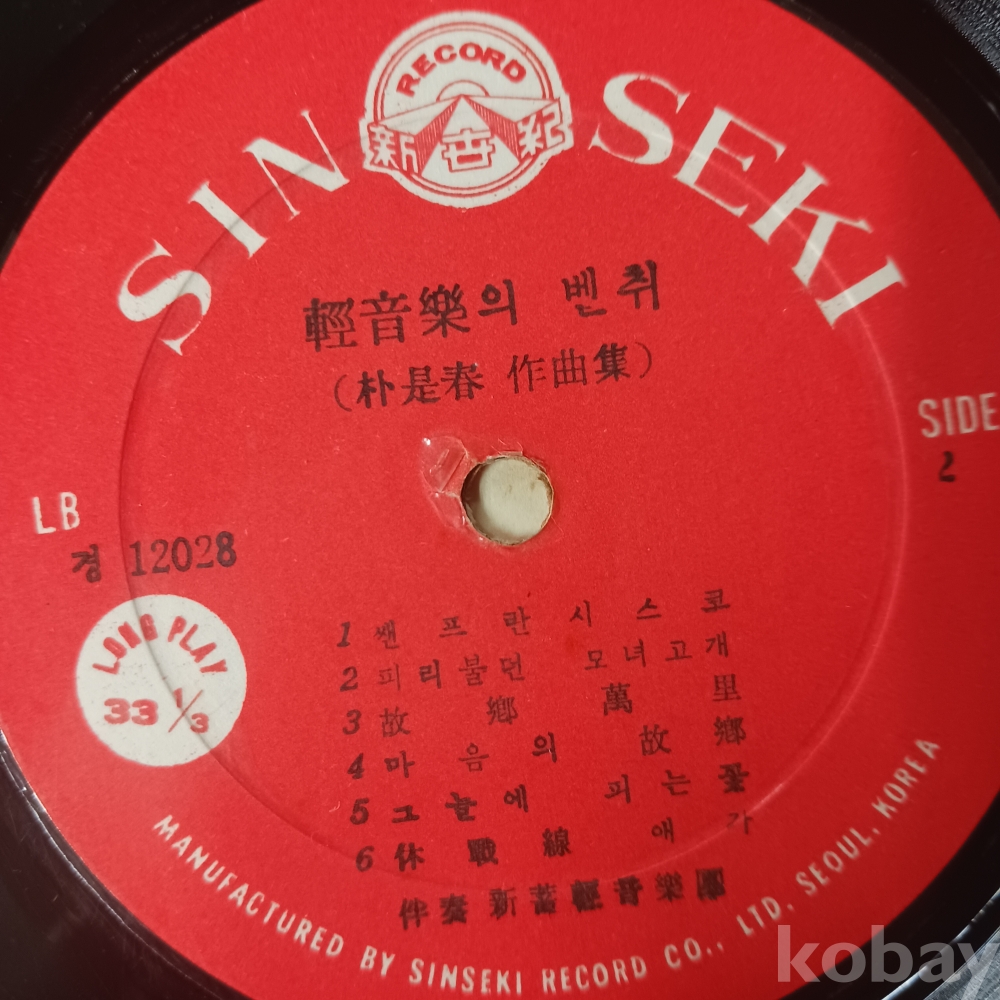 RECORD
新世紀
SIN SEKI
輕音樂의 벤취
(朴是春 作曲集)
SIDE
2
LB
경 12028
LONG PLAY
33 1/3
1 쌘프란시스코
2 피리불던 모녀고개
3 故鄕萬里
4 마음의 故鄕
5 그늘에 피는꽃
6 休戰線 애가
伴奏 新蓄輕音樂團
MANUFACTURED BY SINSEKI RECORD CO., LTD, SEOUL, KOREA
kobay